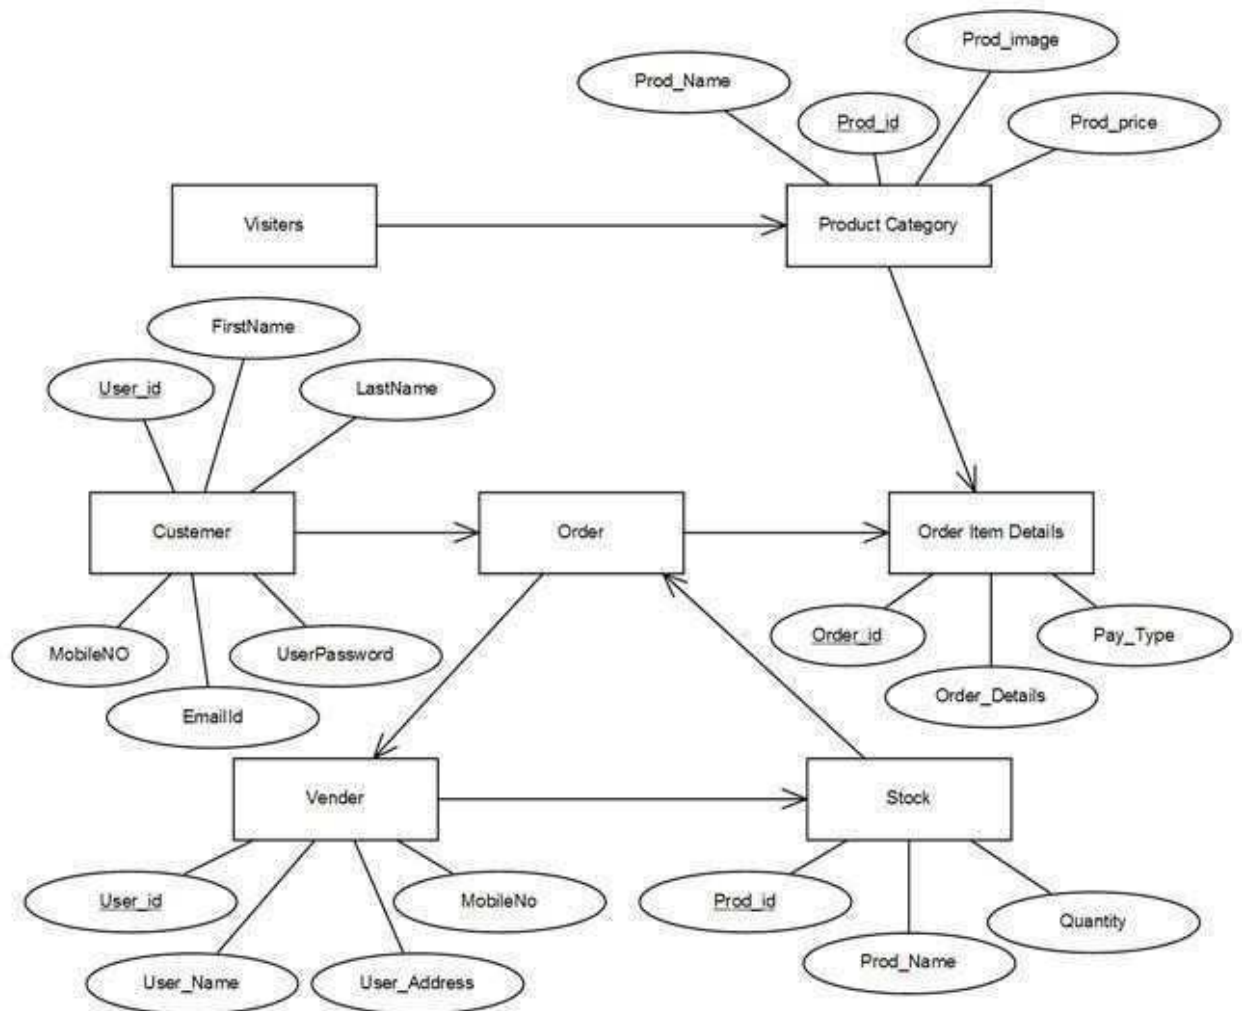 Prod_image
Prod_Name
Prod_id
Prod_price
Visiters
Product Category
FirstName
User_id
LastName
Custemer
Order
Order Item Details
MobileNO
UserPassword
Order_id
Pay_Type
EmailId
Order_Details
Vender
Stock
User_id
MobileNo
Prod_id
Quantity
User_Name
User_Address
Prod_Name